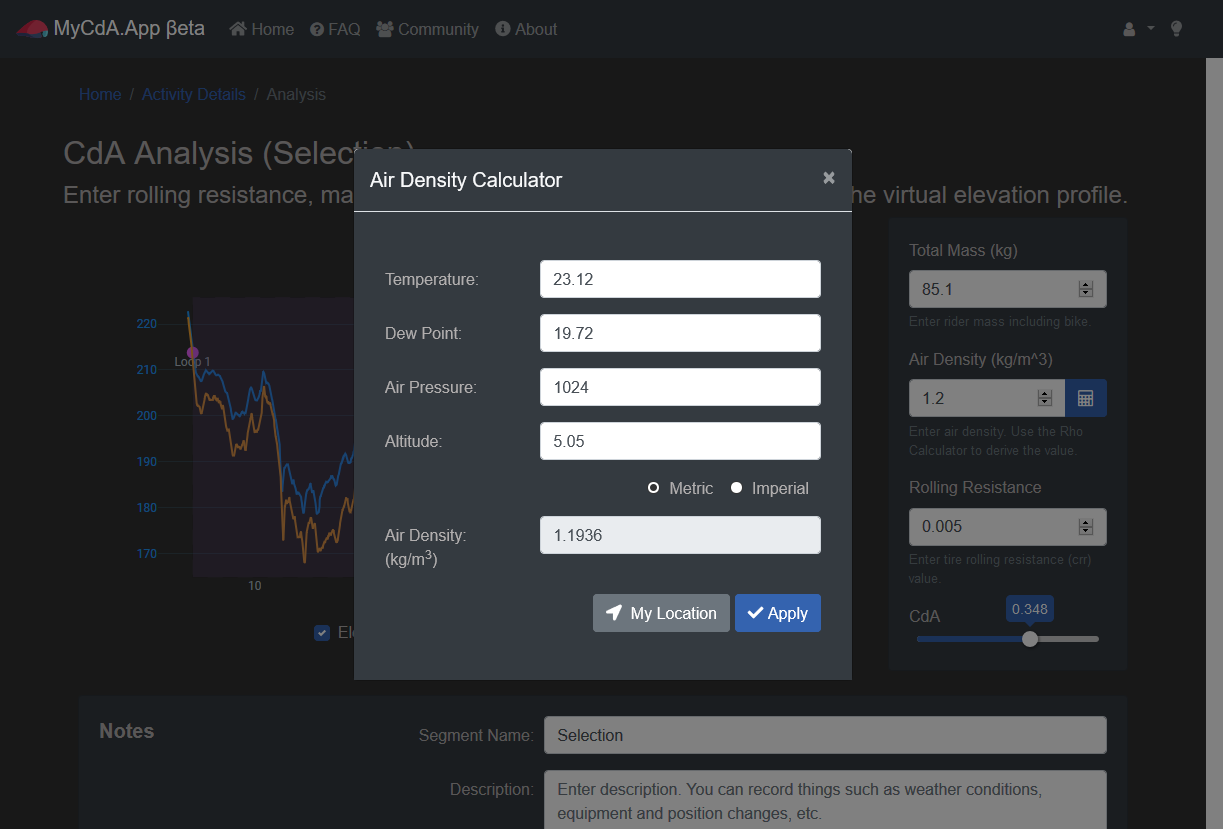 MyCdA.App βeta Home FAQ Community About
Home / Activity Details / Analysis
CdA Analysis (Selection)
Enter rolling resistance, ma he virtual elevation profile.
Air Density Calculator ×
Temperature: 23.12
Dew Point: 19.72
Air Pressure: 1024
Altitude: 5.05
Metric Imperial
Air Density: 1.1936
(kg/m³)
My Location Apply
Total Mass (kg)
85.1
Enter rider mass including bike.
Air Density (kg/m^3)
1.2
Enter air density. Use the Rho
Calculator to derive the value.
Rolling Resistance
0.005
Enter tire rolling resistance (crr)
value.
CdA 0.348
220
Loop 1
210
200
190
180
170
10
Ele
Notes
Segment Name: Selection
Description: Enter description. You can record things such as weather conditions,
equipment and position changes, etc.